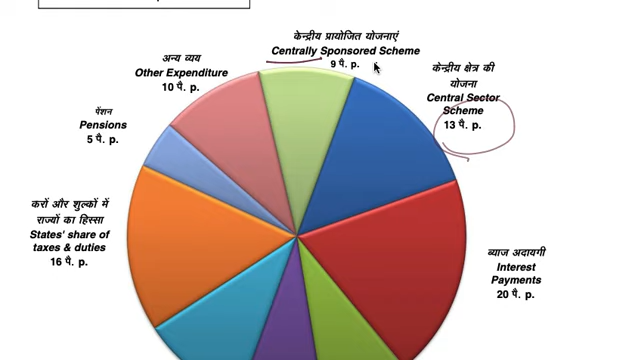 केन्द्रीय प्रायोजित योजनाएं
Centrally Sponsored Scheme
9 पै. p.
अन्य व्यय
Other Expenditure
10 पै. p.
केन्द्रीय क्षेत्र की
योजना
Central Sector
Scheme
13 पै. p.
पेंशन
Pensions
5 पै. p.
करों और शुल्कों में
राज्यों का हिस्सा
States' share of
taxes & duties
16 पै. p.
ब्याज अदायगी
Interest
Payments
20 पै. p.